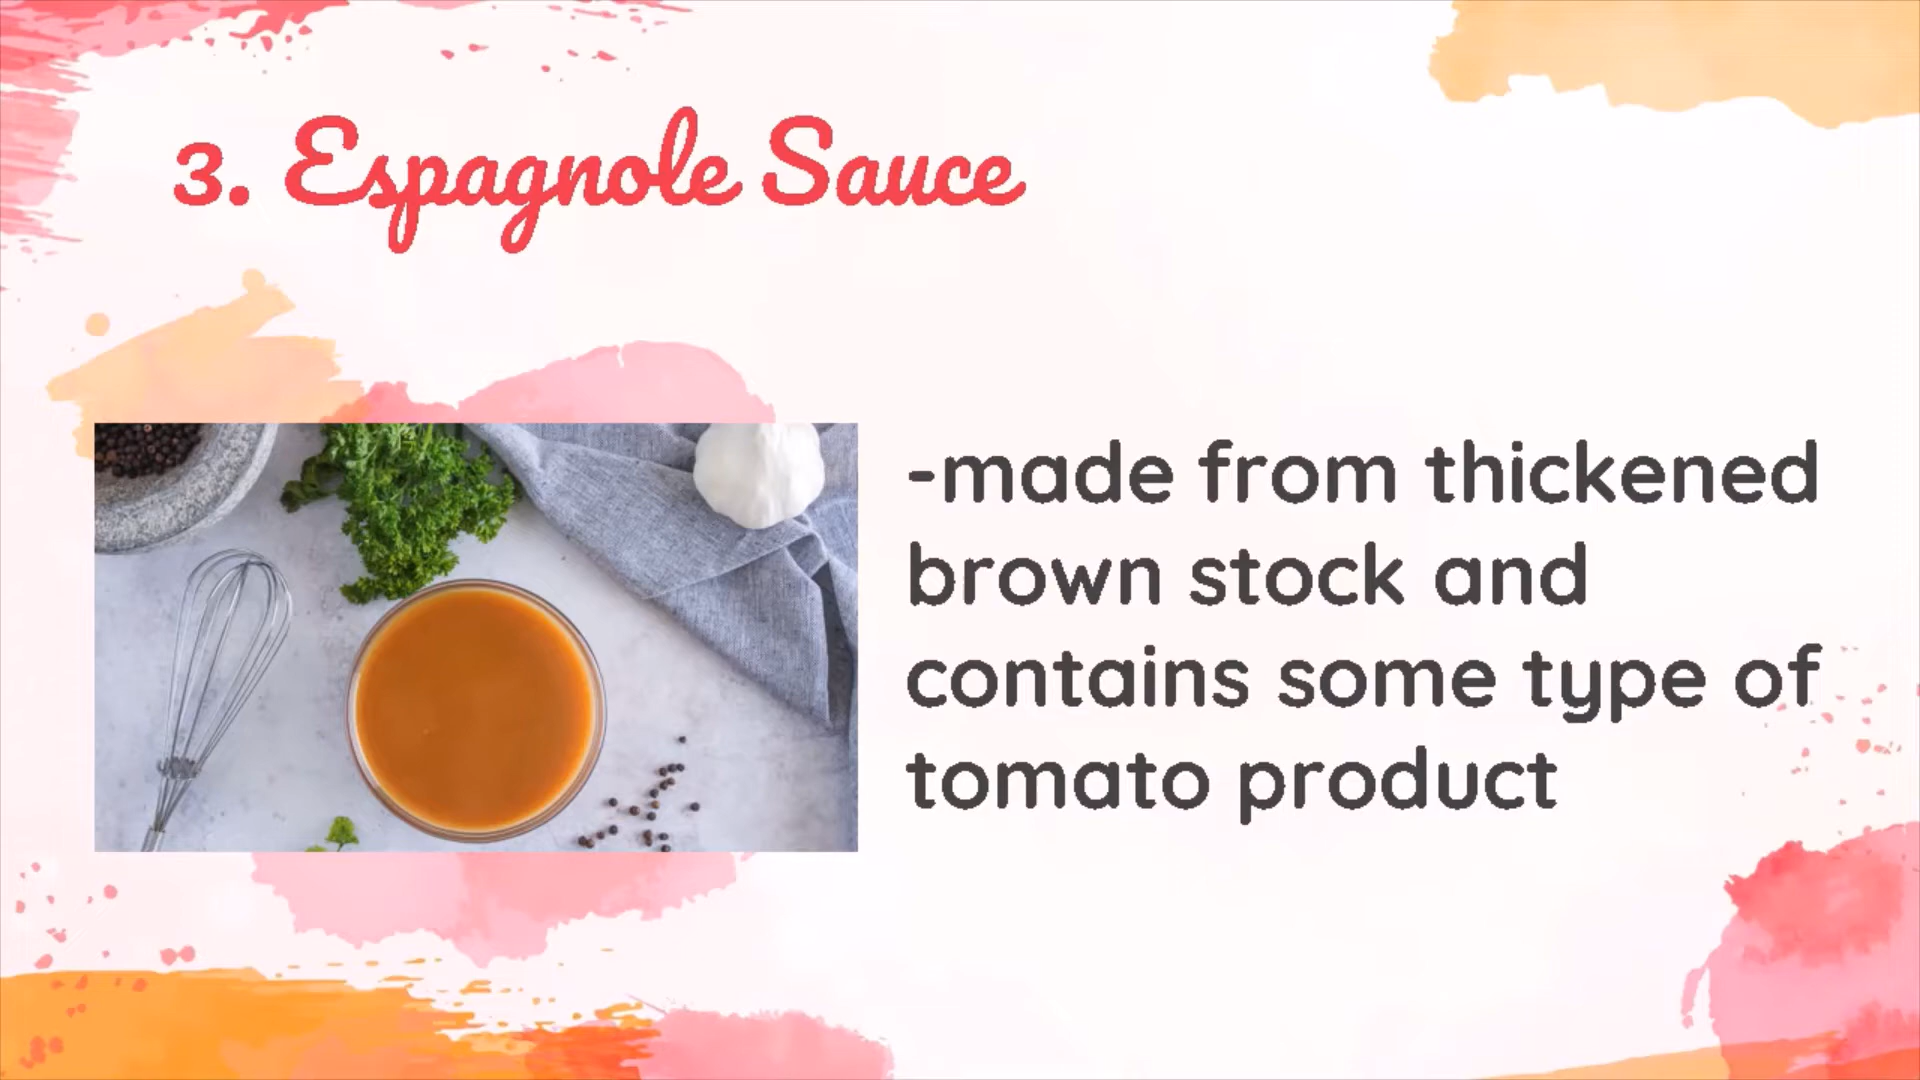 3. Espagnole Sauce
-made from thickened
brown stock and
contains some type of
tomato product